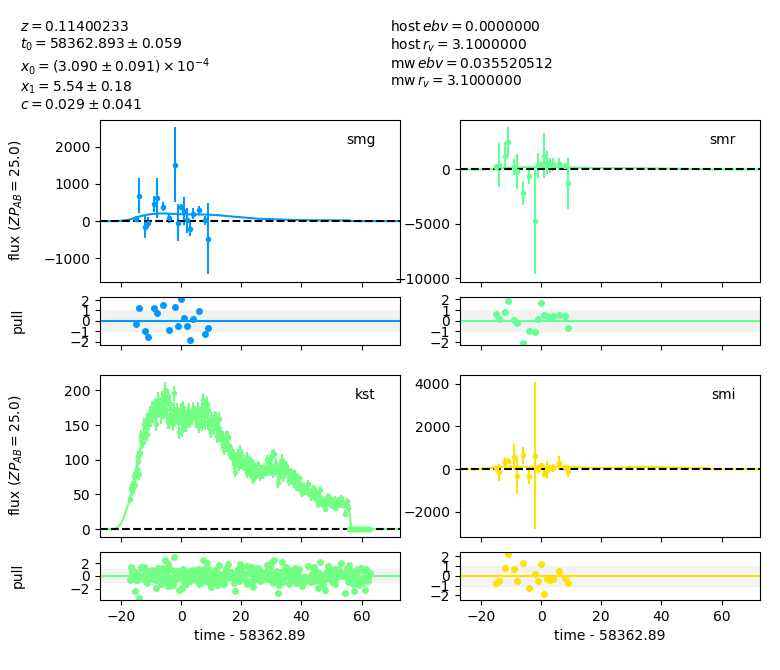 z = 0.11400233
t₀ = 58362.893 ± 0.059
x₀ = (3.090 ± 0.091) × 10⁻⁴
x₁ = 5.54 ± 0.18
c = 0.029 ± 0.041
host ebv = 0.0000000
host r_v = 3.1000000
mw ebv = 0.035520512
mw r_v = 3.1000000
smg
flux (ZP_AB = 25.0)
2000
1000
0
−1000
smr
0
−5000
−10000
pull
2
1
0
−1
−2
2
1
0
−1
−2
kst
flux (ZP_AB = 25.0)
200
150
100
50
0
smi
4000
2000
0
−2000
pull
2
0
−2
−20
0
20
40
60
time - 58362.89
2
1
0
−1
−2
−20
0
20
40
60
time - 58362.89